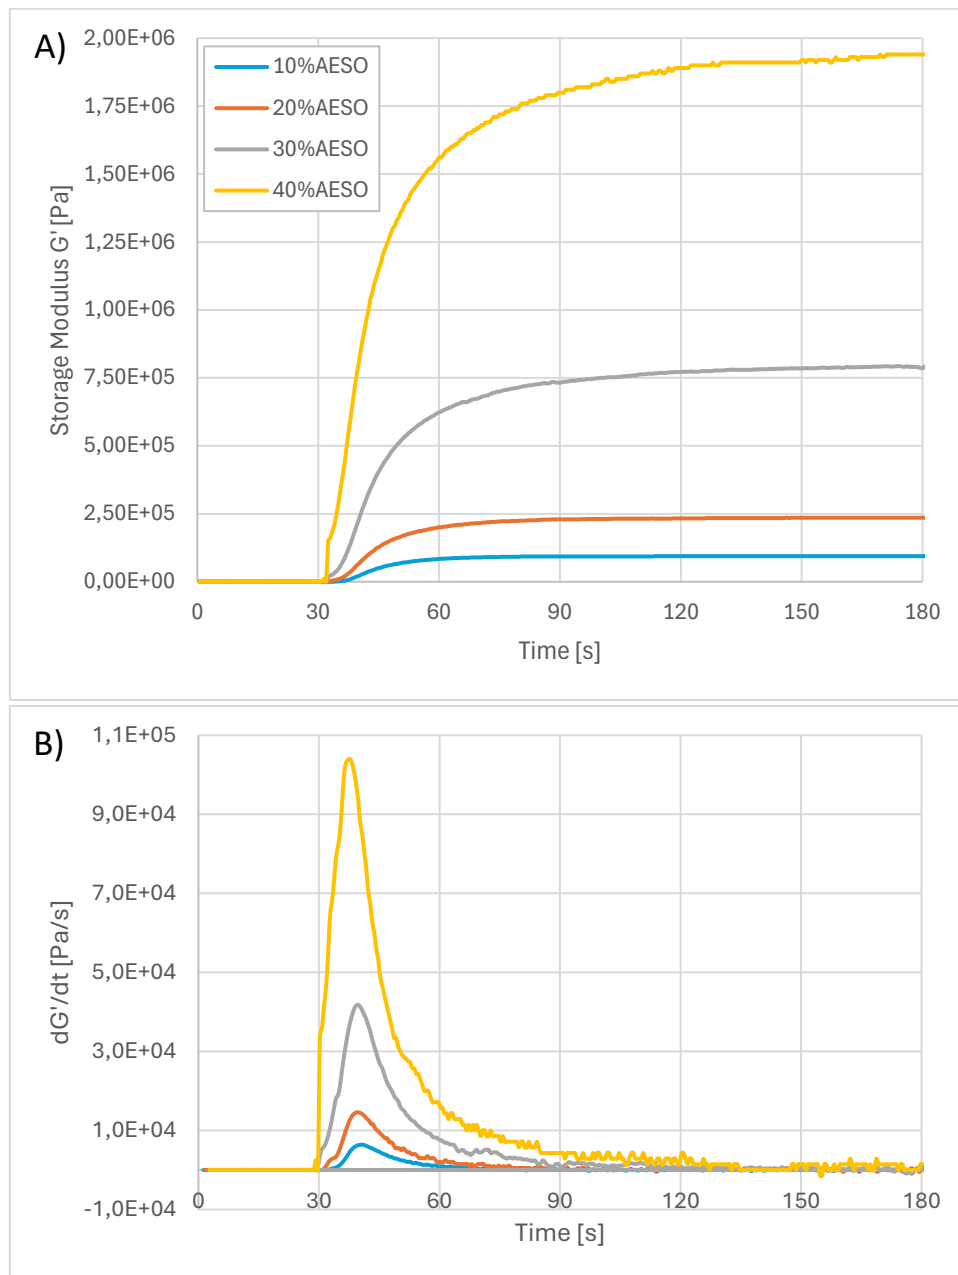 A)
2,00E+06
1,75E+06
1,50E+06
1,25E+06
1,00E+06
7,50E+05
5,00E+05
2,50E+05
0,00E+00
Storage Modulus G' [Pa]
10%AESO
20%AESO
30%AESO
40%AESO
0 30 60 90 120 150 180
Time [s]
B)
1,1E+05
9,0E+04
7,0E+04
5,0E+04
3,0E+04
1,0E+04
-1,0E+04
dG'/dt [Pa/s]
0 30 60 90 120 150 180
Time [s]